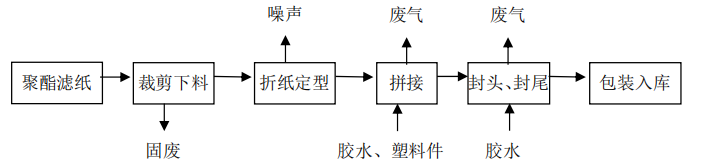 噪声 废气 废气
聚酯滤纸 裁剪下料 折纸定型 拼接 封头、封尾 包装入库
固废 胶水、塑料件 胶水